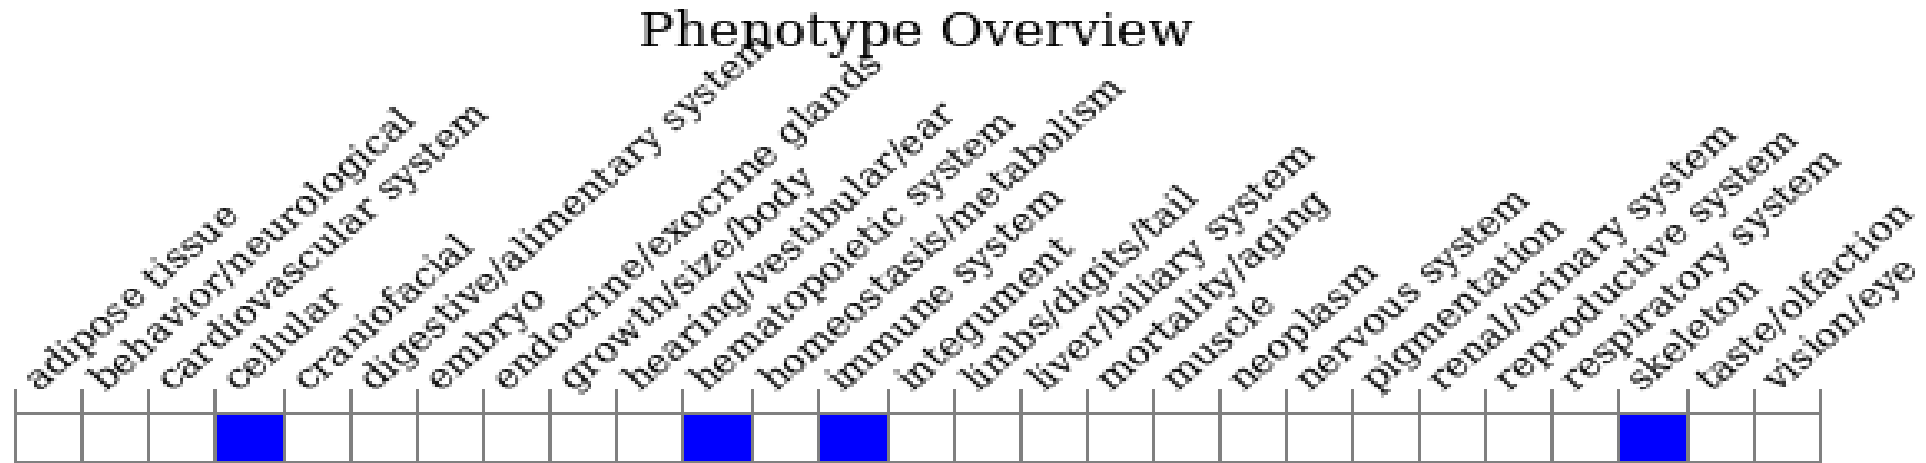 Phenotype Overview
adipose tissue
behavior/neurological
cardiovascular system
cellular
craniofacial
digestive/alimentary system
embryo
endocrine/exocrine glands
growth/size/body
hearing/vestibular/ear
hematopoietic system
homeostasis/metabolism
immune system
integument
limbs/digits/tail
liver/biliary system
mortality/aging
muscle
neoplasm
nervous system
pigmentation
renal/urinary system
reproductive system
respiratory system
skeleton
taste/olfaction
vision/eye